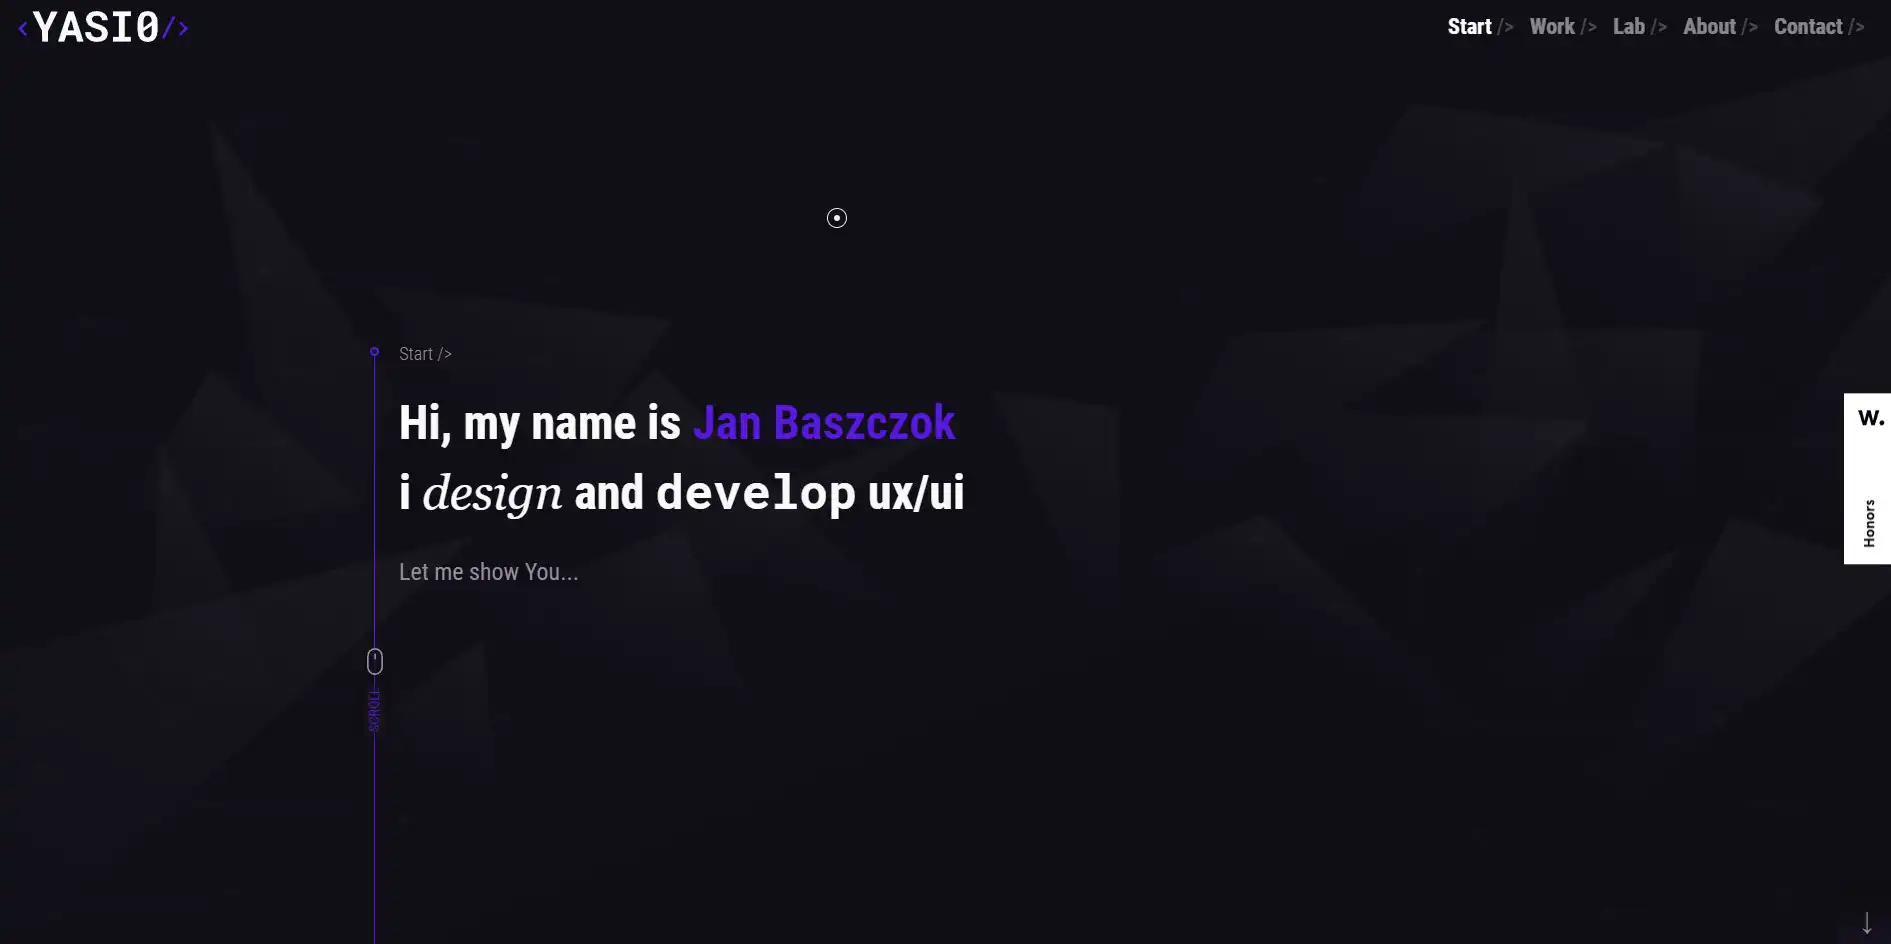 <YASIO/>
Start /> Work /> Lab /> About /> Contact />
Start />
Hi, my name is Jan Baszczok
i design and develop ux/ui
Let me show You...
SCROLL
W.
Honors